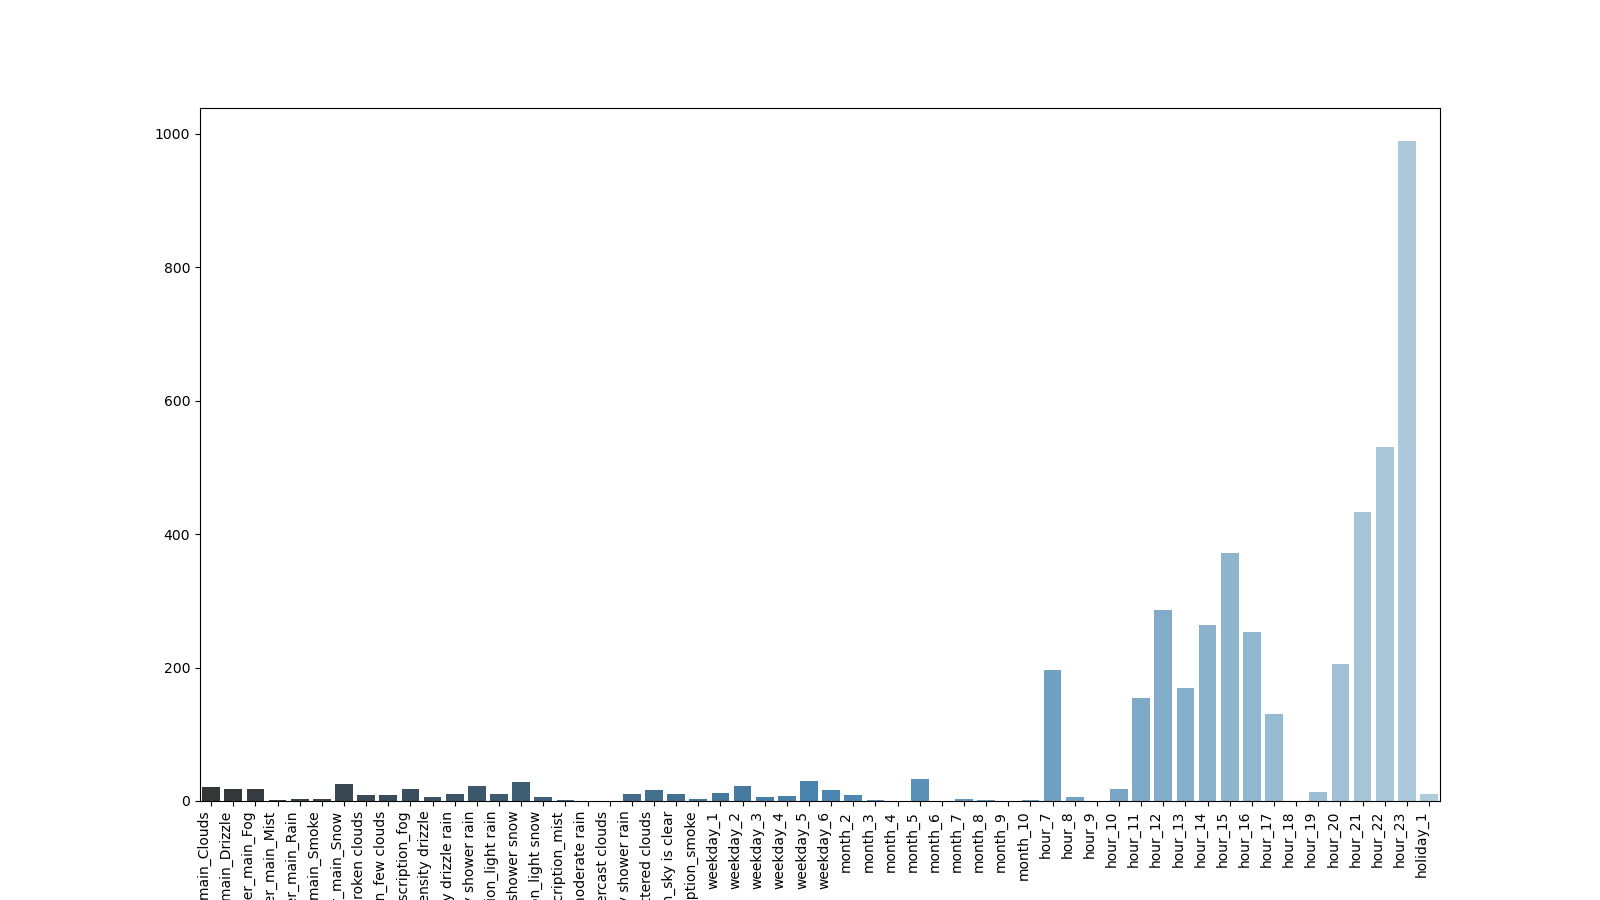 1000
800
600
400
200
0
main_Clouds
main_Drizzle
er_main_Fog
er_main_Mist
er_main_Rain
main_Smoke
r_main_Snow
roken clouds
n_few clouds
scription_fog
ensity drizzle
y drizzle rain
y shower rain
ion_light rain
shower snow
n_light snow
cription_mist
noderate rain
ercast clouds
y shower rain
ttered clouds
n_sky is clear
ption_smoke
weekday_1
weekday_2
weekday_3
weekday_4
weekday_5
weekday_6
month_2
month_3
month_4
month_5
month_6
month_7
month_8
month_9
month_10
hour_7
hour_8
hour_9
hour_10
hour_11
hour_12
hour_13
hour_14
hour_15
hour_16
hour_17
hour_18
hour_19
hour_20
hour_21
hour_22
hour_23
holiday_1